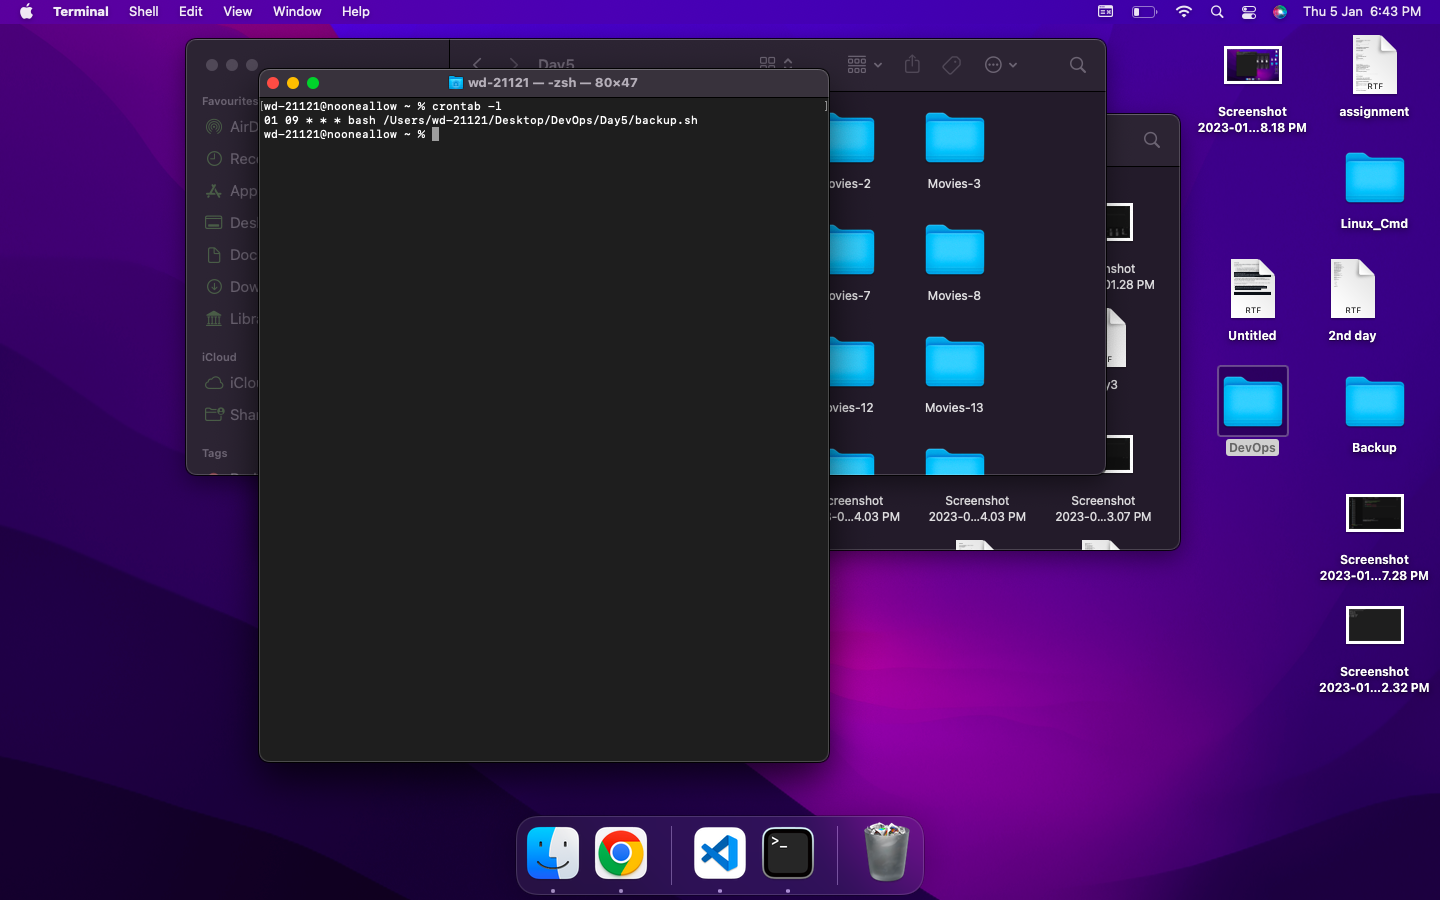 Terminal Shell Edit View Window Help
Thu 5 Jan 6:43 PM
Day5
wd-21121 — -zsh — 80×47
[wd-21121@nooneallow ~ % crontab -l ]
01 09 * * * bash /Users/wd-21121/Desktop/DevOps/Day5/backup.sh
wd-21121@nooneallow ~ %
Favourites
AirD
Rece
App
Des
Doc
Dow
Libra
iCloud
iClou
Shar
Tags
ovies-2
Movies-3
ovies-7
Movies-8
ovies-12
Movies-13
nshot
01.28 PM
y3
creenshot
3-0...4.03 PM
Screenshot
2023-0...4.03 PM
Screenshot
2023-0...3.07 PM
Screenshot
2023-01...8.18 PM
RTF
assignment
Linux_Cmd
RTF
Untitled
RTF
2nd day
DevOps
Backup
Screenshot
2023-01...7.28 PM
Screenshot
2023-01...2.32 PM
>_